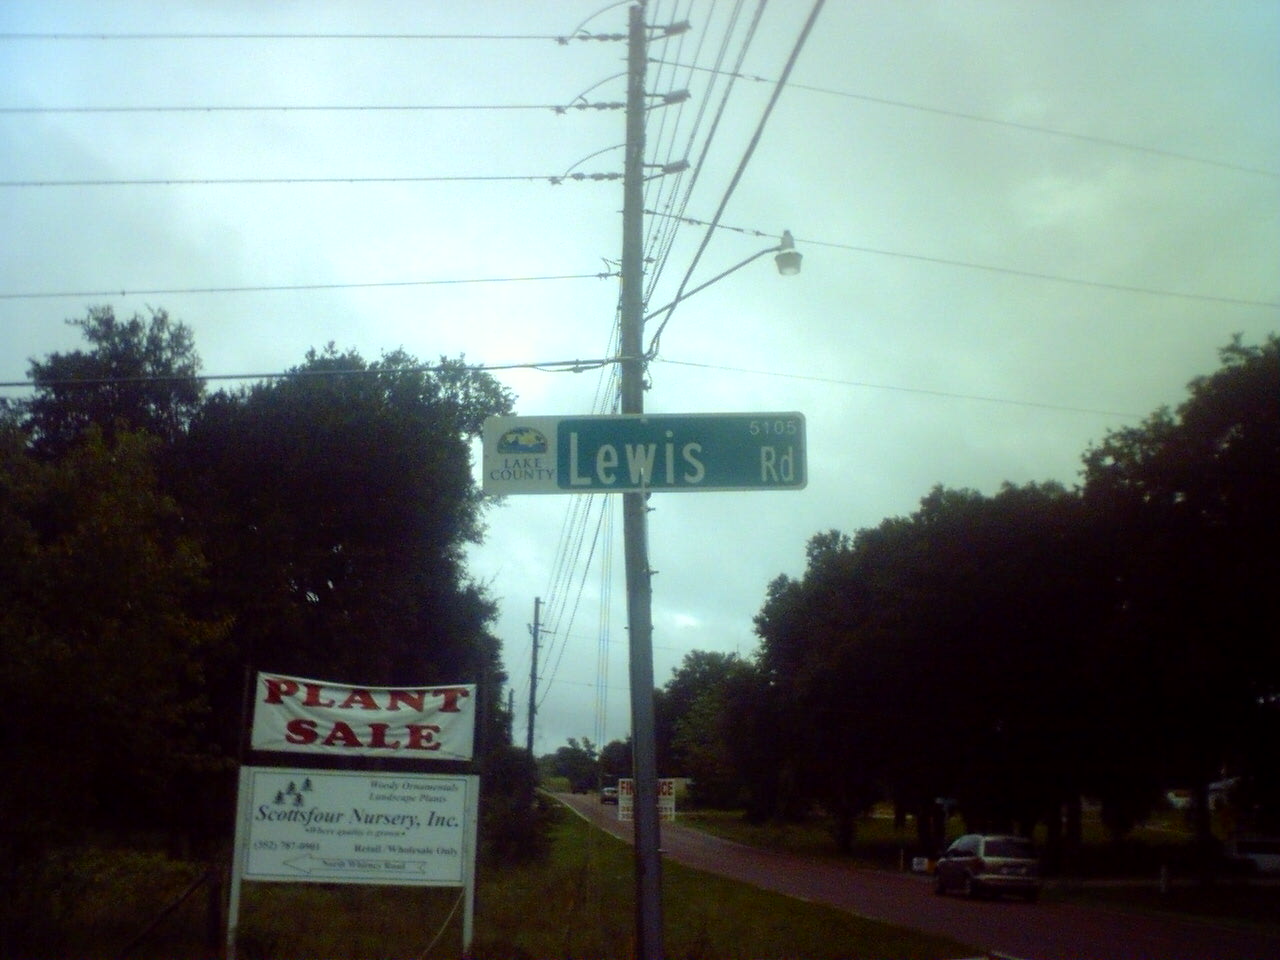 5105
LAKE
COUNTY
Lewis Rd
PLANT
SALE
Woody Ornamentals
Landscape Plants
Scottsfour Nursery, Inc.
"Where quality is grown"
(352) 787-0901 Retail/Wholesale Only
North Whitney Road